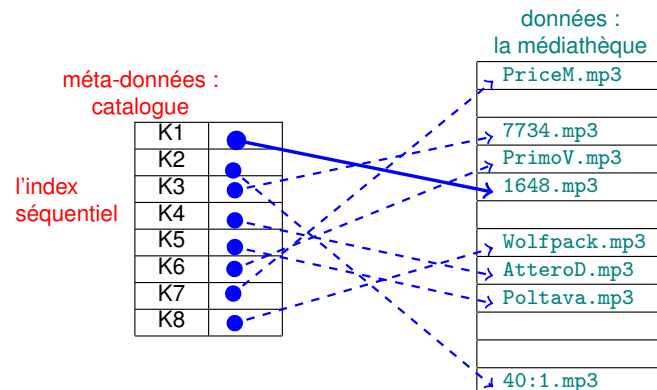 données :
la médiathèque
méta-données :
catalogue
l'index
séquentiel
K1
K2
K3
K4
K5
K6
K7
K8
PriceM.mp3
7734.mp3
PrimoV.mp3
1648.mp3
Wolfpack.mp3
AtteroD.mp3
Poltava.mp3
40:1.mp3